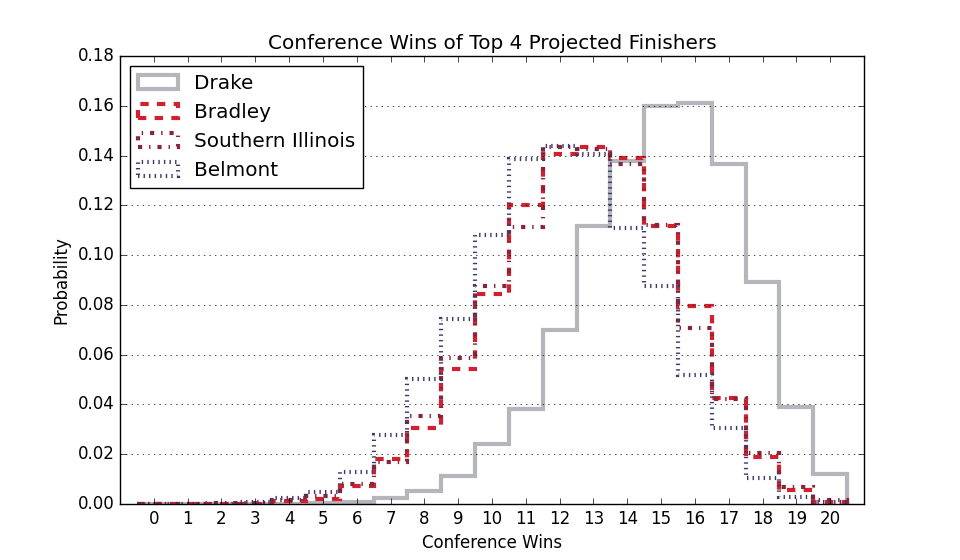 Conference Wins of Top 4 Projected Finishers
0.18
0.16
0.14
0.12
0.10
0.08
0.06
0.04
0.02
0.00
Probability
Drake
Bradley
Southern Illinois
Belmont
0 1 2 3 4 5 6 7 8 9 10 11 12 13 14 15 16 17 18 19 20
Conference Wins